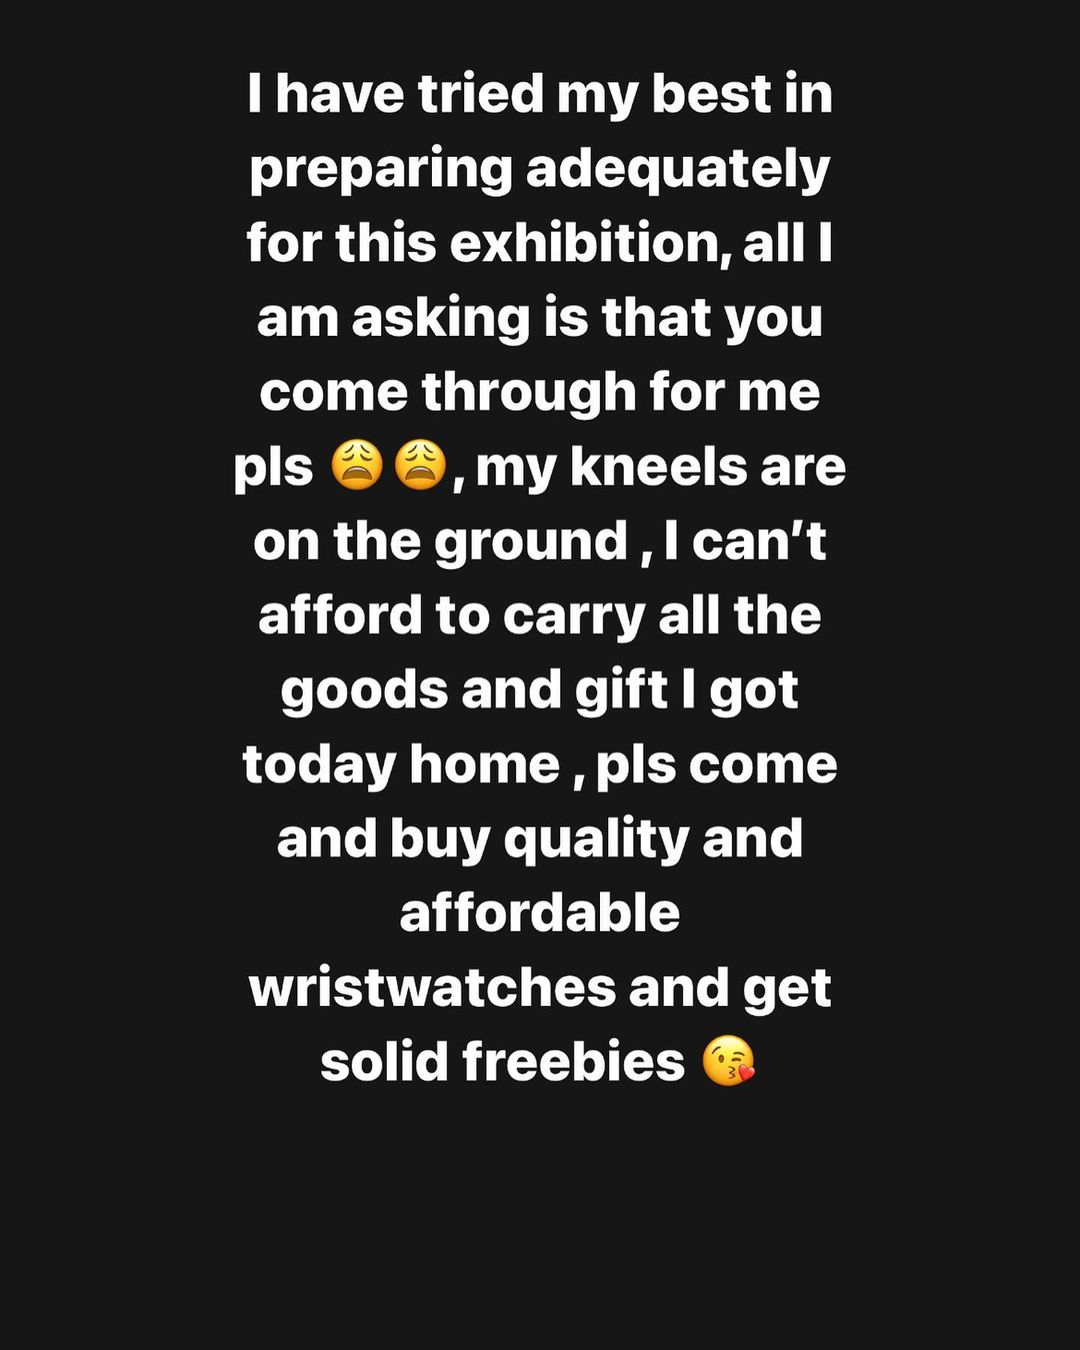 I have tried my best in
preparing adequately
for this exhibition, all I
am asking is that you
come through for me
pls 😩😩, my kneels are
on the ground , I can’t
afford to carry all the
goods and gift I got
today home , pls come
and buy quality and
affordable
wristwatches and get
solid freebies 😘